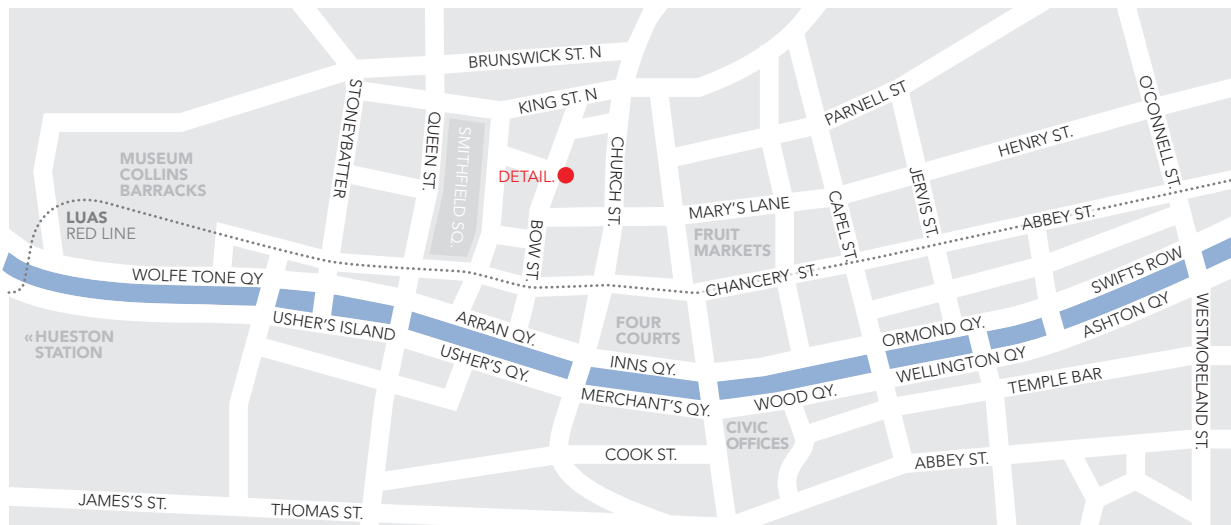 BRUNSWICK ST. N
KING ST. N
STONEYBATTER
QUEEN ST.
SMITHFIELD SQ.
CHURCH ST.
PARNELL ST
O'CONNELL ST.
HENRY ST.
JERVIS ST.
MUSEUM
COLLINS
BARRACKS
DETAIL.
MARY'S LANE
CAPEL ST.
ABBEY ST.
LUAS
RED LINE
BOW ST.
FRUIT
MARKETS
WOLFE TONE QY
CHANCERY ST.
SWIFTS ROW
USHER'S ISLAND
ARRAN QY.
FOUR
COURTS
ORMOND QY.
ASHTON QY
WESTMORELAND ST.
«HUESTON
STATION
USHER'S QY.
INNS QY.
WELLINGTON QY
MERCHANT'S QY.
WOOD QY.
TEMPLE BAR
CIVIC
OFFICES
COOK ST.
ABBEY ST.
JAMES'S ST.
THOMAS ST.